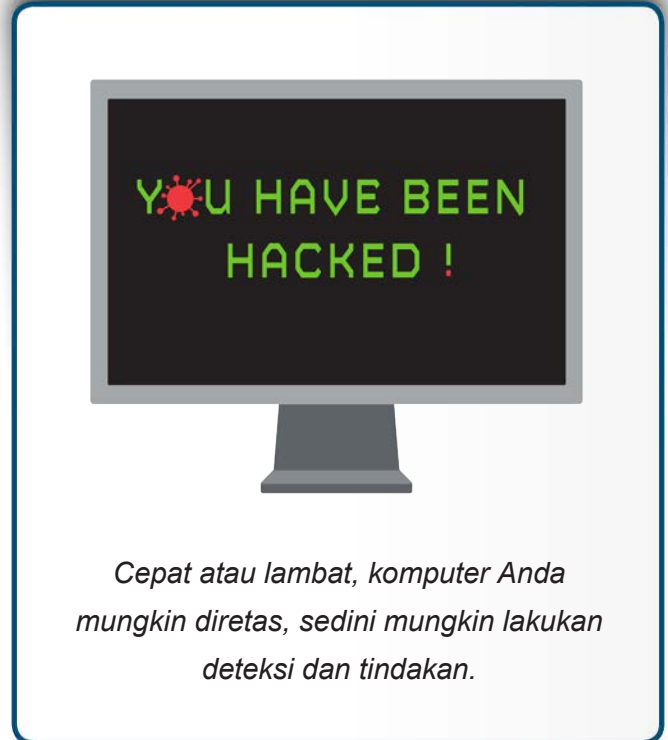 YOU HAVE BEEN
HACKED !
Cepat atau lambat, komputer Anda
mungkin diretas, sedini mungkin lakukan
deteksi dan tindakan.